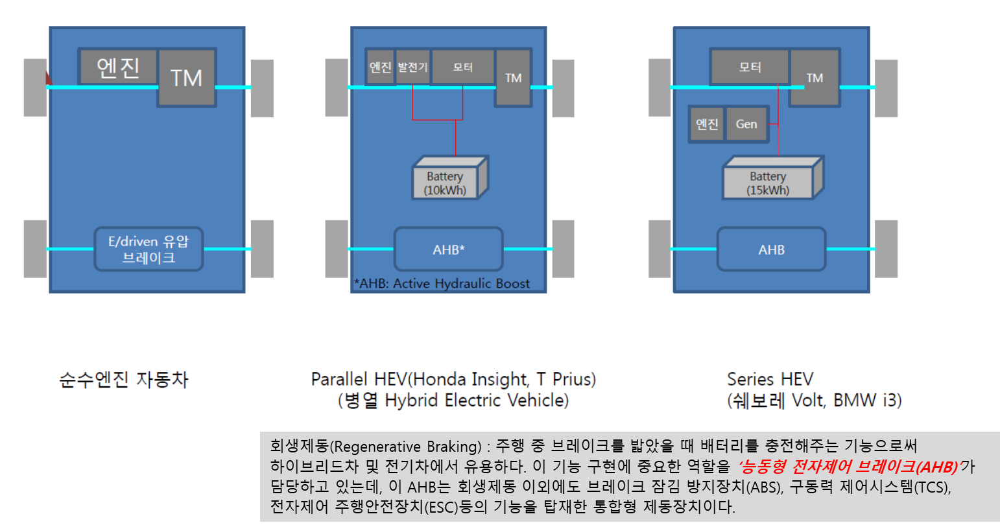 엔진
TM
E/driven 유압
브레이크
순수엔진 자동차
엔진
발전기
모터
TM
Battery
(10kWh)
AHB*
*AHB: Active Hydraulic Boost
Parallel HEV(Honda Insight, T Prius)
(병열 Hybrid Electric Vehicle)
모터
TM
엔진
Gen
Battery
(15kWh)
AHB
Series HEV
(쉐보레 Volt, BMW i3)
회생제동(Regenerative Braking) : 주행 중 브레이크를 밟았을 때 배터리를 충전해주는 기능으로써
하이브리드차 및 전기차에서 유용하다. 이 기능 구현에 중요한 역할을 ‘능동형 전자제어 브레이크(AHB)’가
담당하고 있는데, 이 AHB는 회생제동 이외에도 브레이크 잠김 방지장치(ABS), 구동력 제어시스템(TCS),
전자제어 주행안전장치(ESC)등의 기능을 탑재한 통합형 제동장치이다.